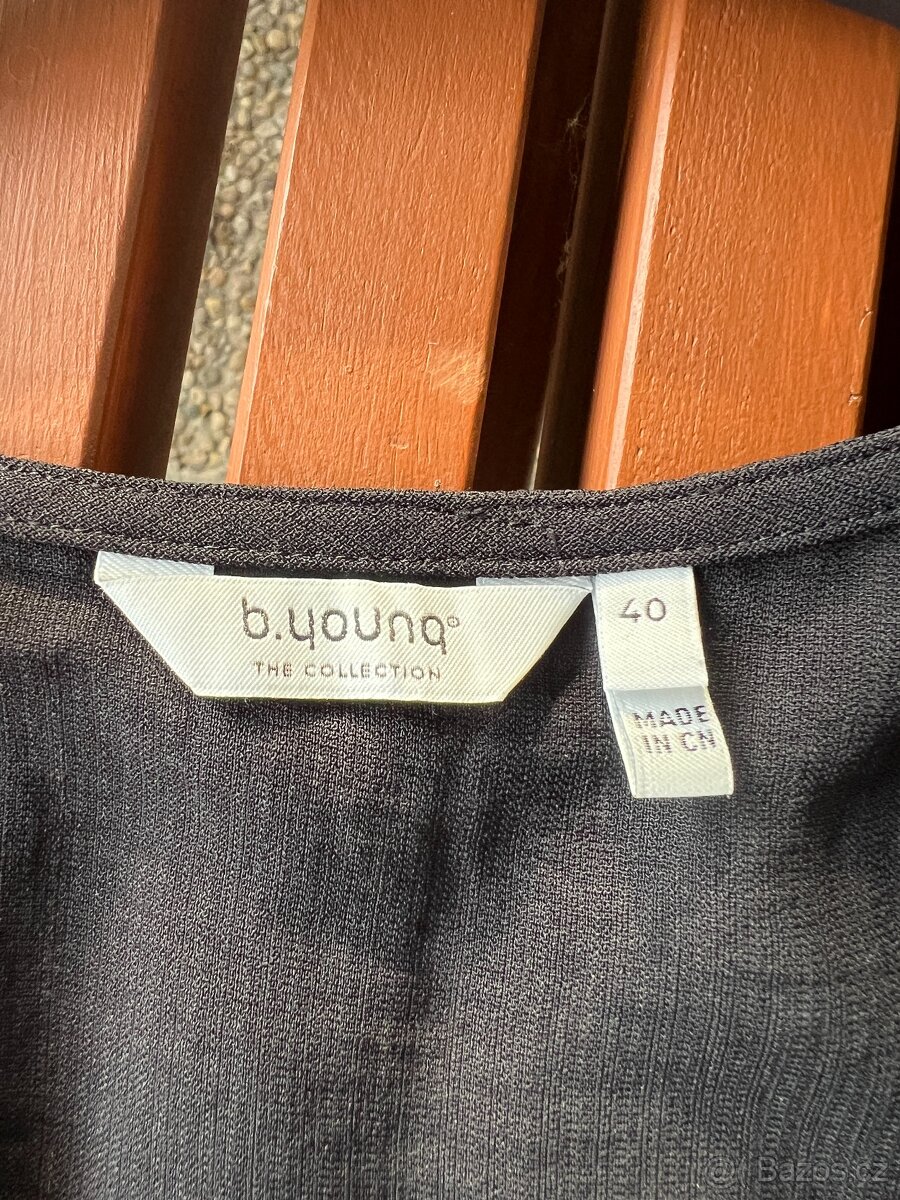 b.young®
THE COLLECTION
40
MADE
IN CN
© Bazos.cz